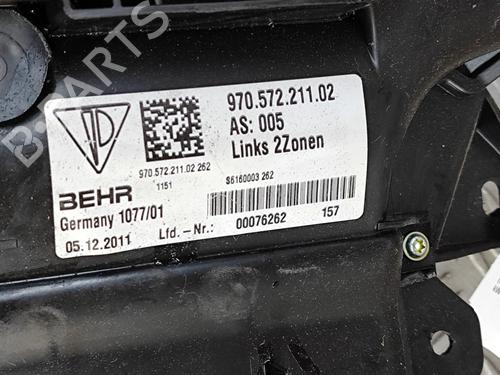 970.572.211.02
AS: 005
Links 2Zonen
970.572.211.02 262
1151
S6160003 262
BEHR
Germany 1077/01
05.12.2011
Lfd.-Nr.:
00076262
157
B-PARTS